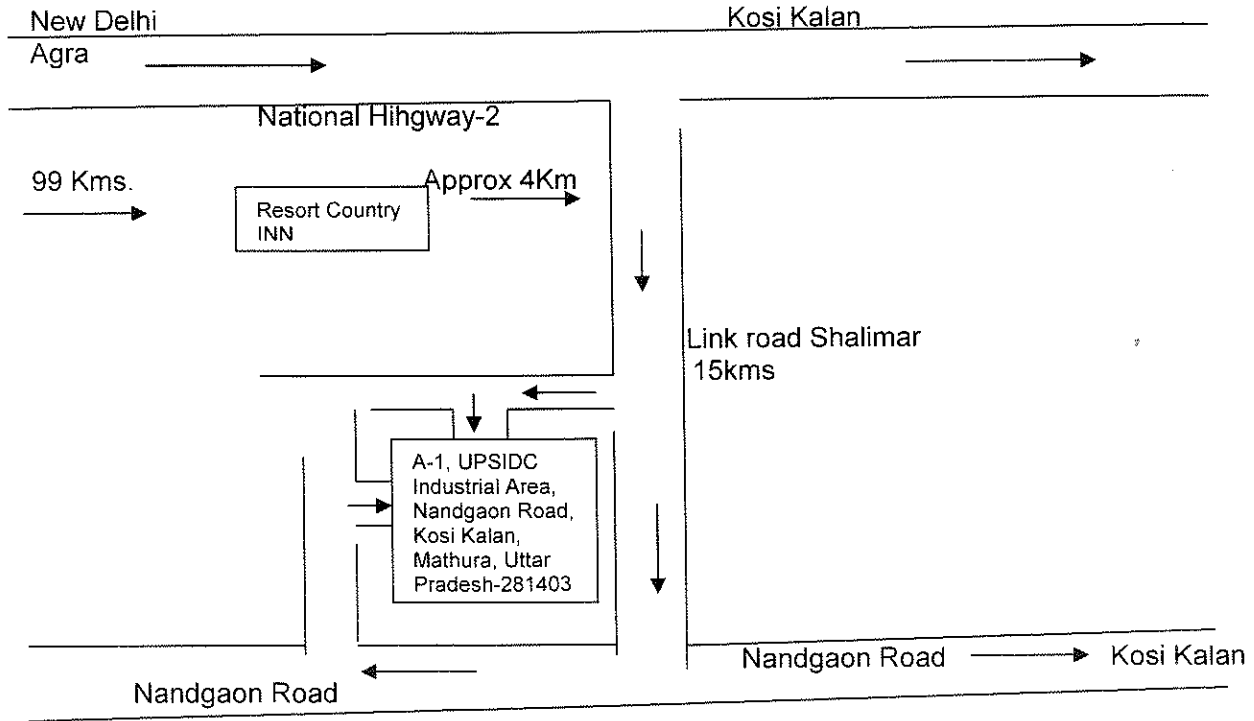 New Delhi
Kosi Kalan
Agra
National Hihgway-2
99 Kms.
Approx 4Km
Resort Country
INN
Link road Shalimar
15kms
A-1, UPSIDC
Industrial Area,
Nandgaon Road,
Kosi Kalan,
Mathura, Uttar
Pradesh-281403
Nandgaon Road
Kosi Kalan
Nandgaon Road